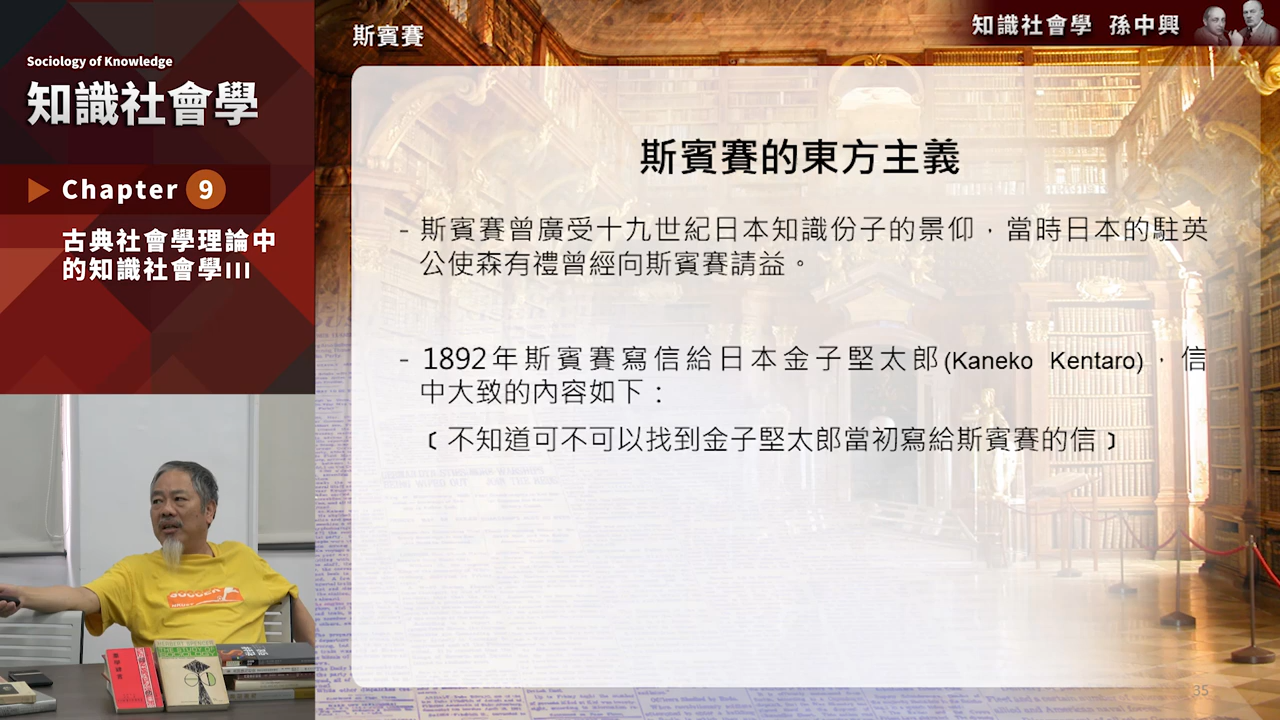 Sociology of Knowledge
知識社會學
Chapter 9
古典社會學理論中
的知識社會學III
斯賓賽
知識社會學 孫中興
斯賓賽的東方主義
- 斯賓賽曾廣受十九世紀日本知識份子的景仰，當時日本的駐英
公使森有禮曾經向斯賓賽請益。
- 1892年斯賓賽寫信給日本金子堅太郎(Kaneko Kentaro)，信
中大致的內容如下：
﹝不知道可不可以找到金子堅太郎當初寫給斯賓賽的信﹞
SOCCER
HERBERT SPENCER
35